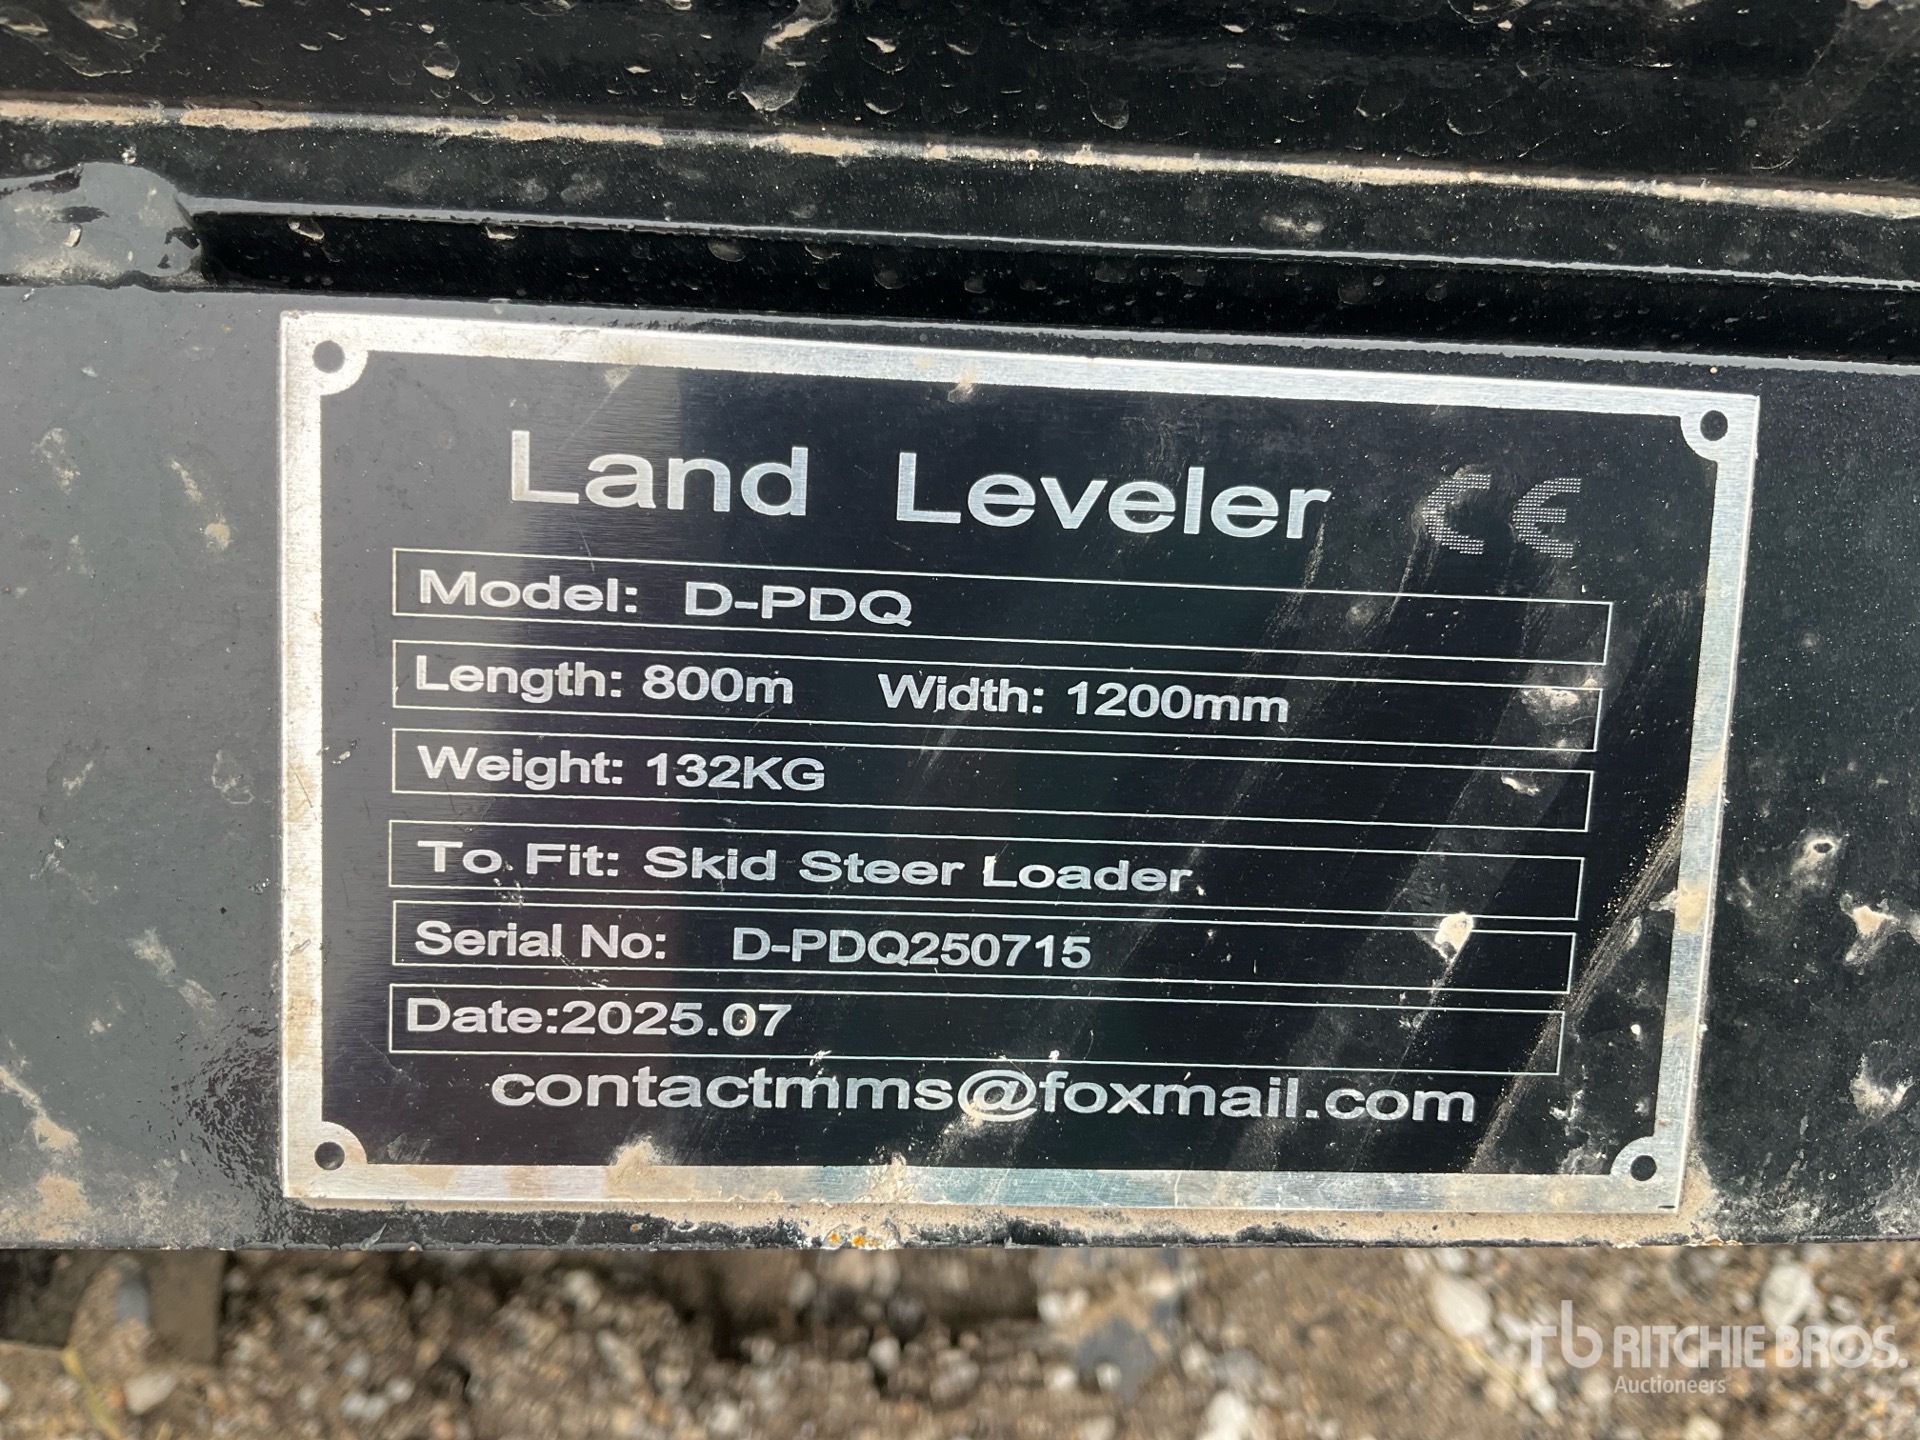 Land Leveler CE
Model: D-PDQ
Length: 800m Width: 1200mm
Weight: 132KG
To Fit: Skid Steer Loader
Serial No: D-PDQ250715
Date:2025.07
contactmms@foxmail.com
rb RITCHIE BROS.
Auctioneers